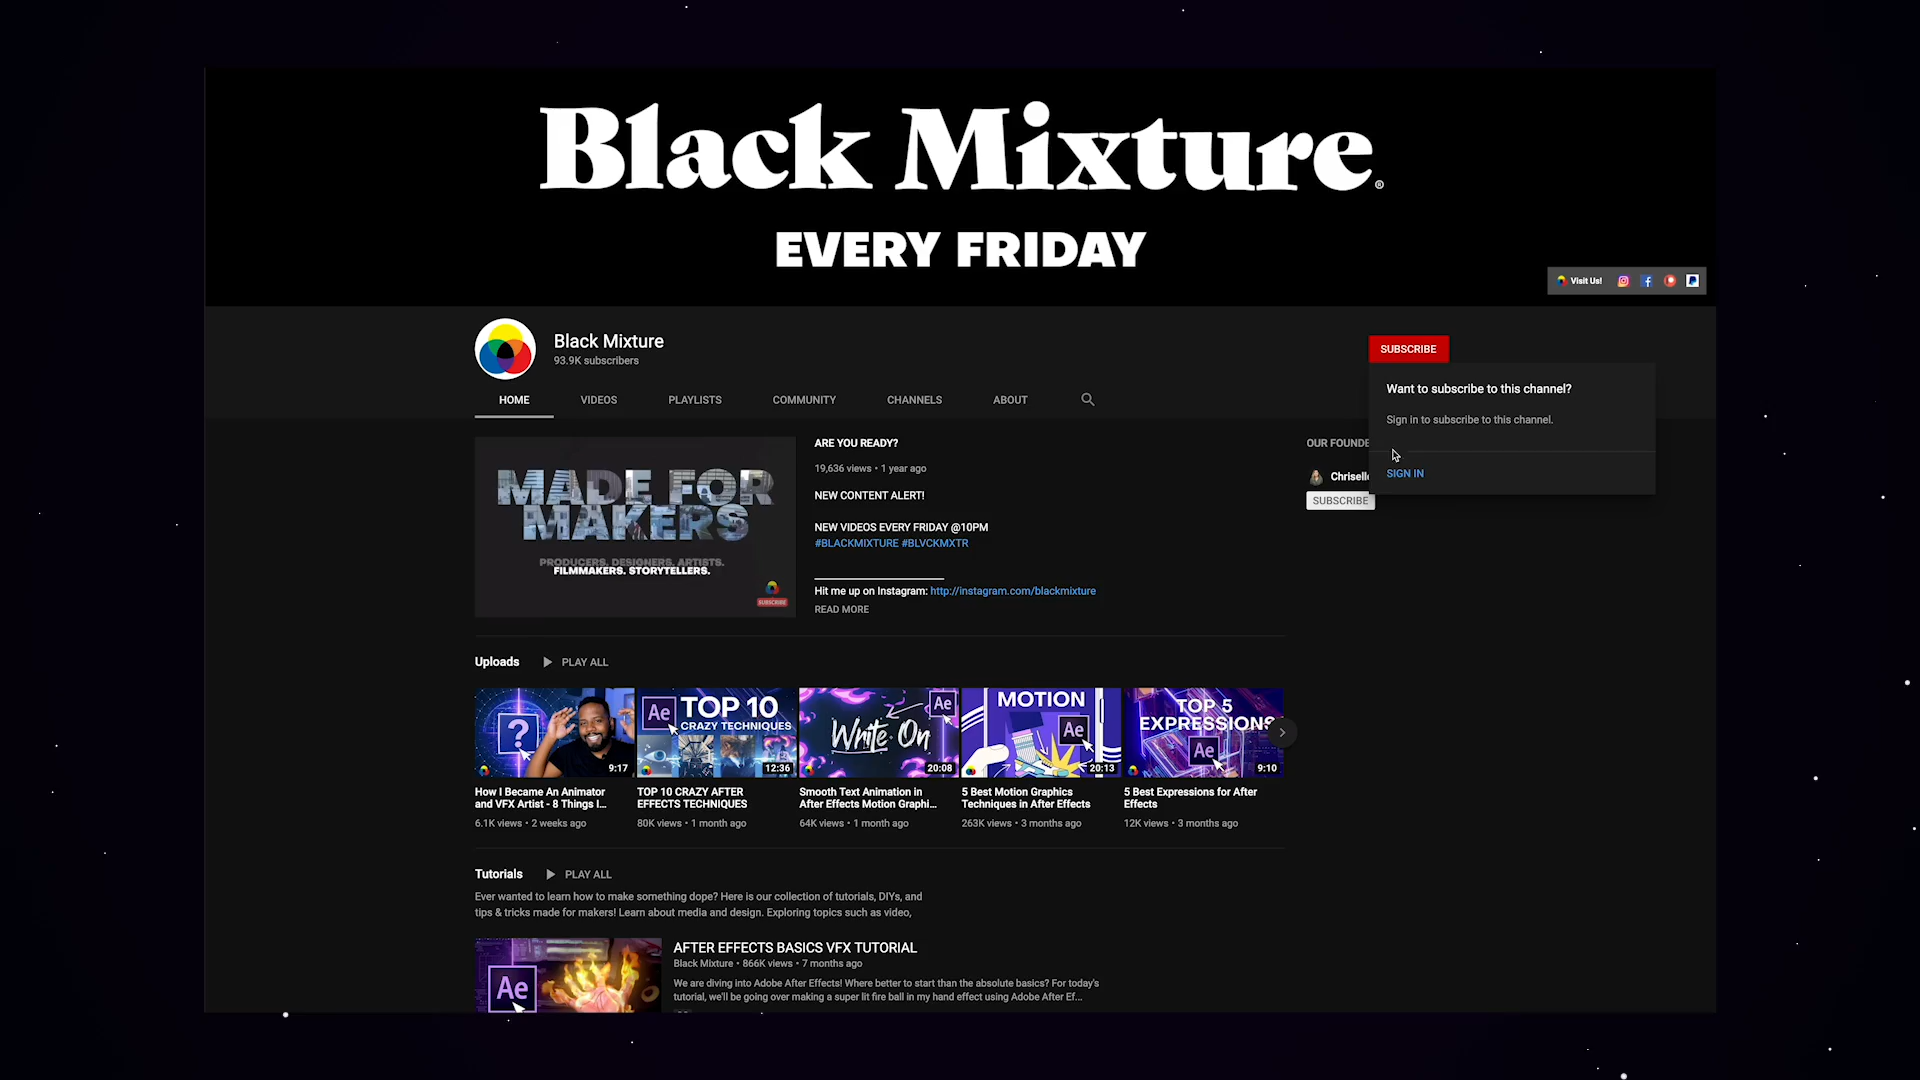 Black Mixture®
EVERY FRIDAY
Visit Us!
Black Mixture
93.9K subscribers
SUBSCRIBE
Want to subscribe to this channel?
Sign in to subscribe to this channel.
SIGN IN
HOME
VIDEOS
PLAYLISTS
COMMUNITY
CHANNELS
ABOUT
MADE FOR
MAKERS
PRODUCERS. DESIGNERS. ARTISTS.
FILMMAKERS. STORYTELLERS.
SUBSCRIBE
ARE YOU READY?
19,636 views • 1 year ago
NEW CONTENT ALERT!
NEW VIDEOS EVERY FRIDAY @10PM
#BLACKMIXTURE #BLVCKMXTR
Hit me up on Instagram: http://instagram.com/blackmixture
READ MORE
OUR FOUNDE
Chriselle
SUBSCRIBE
Uploads
PLAY ALL
?
9:17
How I Became An Animator
and VFX Artist - 8 Things I...
6.1K views • 2 weeks ago
Ae
TOP 10
CRAZY TECHNIQUES
12:36
TOP 10 CRAZY AFTER
EFFECTS TECHNIQUES
80K views • 1 month ago
Ae
Write-On
20:08
Smooth Text Animation in
After Effects Motion Graphi...
64K views • 1 month ago
MOTION
Ae
20:13
5 Best Motion Graphics
Techniques in After Effects
263K views • 3 months ago
TOP 5
EXPRESSIONS
Ae
9:10
5 Best Expressions for After
Effects
12K views • 3 months ago
Tutorials
PLAY ALL
Ever wanted to learn how to make something dope? Here is our collection of tutorials, DIYs, and
tips & tricks made for makers! Learn about media and design. Exploring topics such as video,
Ae
AFTER EFFECTS BASICS VFX TUTORIAL
Black Mixture • 866K views • 7 months ago
We are diving into Adobe After Effects! Where better to start than the absolute basics? For today's
tutorial, we'll be going over making a super lit fire ball in my hand effect using Adobe After Ef...